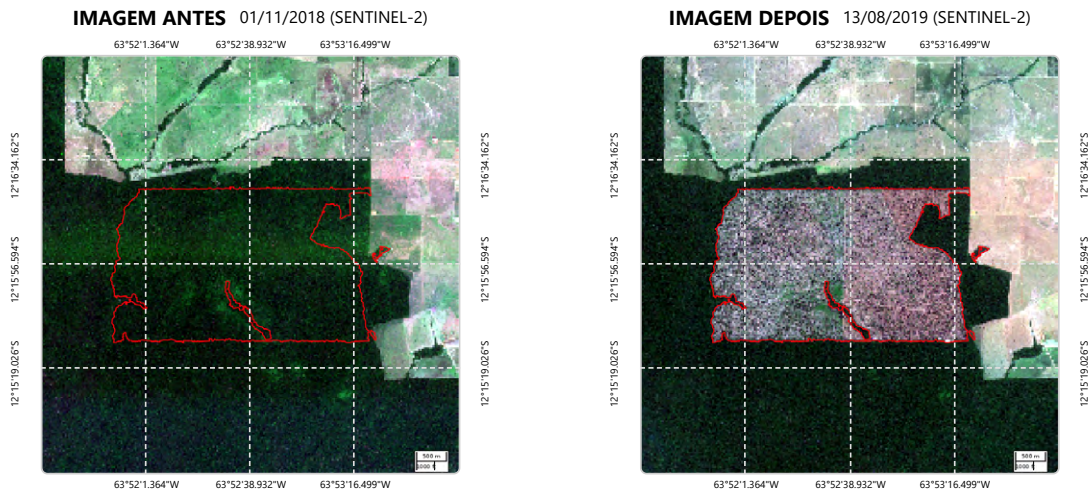 IMAGEM ANTES 01/11/2018 (SENTINEL-2)
63°52'1.364"W 63°52'38.932"W 63°53'16.499"W
12°16'34.162"S 12°16'34.162"S
12°15'56.594"S 12°15'56.594"S
12°15'19.026"S 12°15'19.026"S
500 m
63°52'1.364"W 63°52'38.932"W 63°53'16.499"W
IMAGEM DEPOIS 13/08/2019 (SENTINEL-2)
63°52'1.364"W 63°52'38.932"W 63°53'16.499"W
12°16'34.162"S 12°16'34.162"S
12°15'56.594"S 12°15'56.594"S
12°15'19.026"S 12°15'19.026"S
500 m
63°52'1.364"W 63°52'38.932"W 63°53'16.499"W